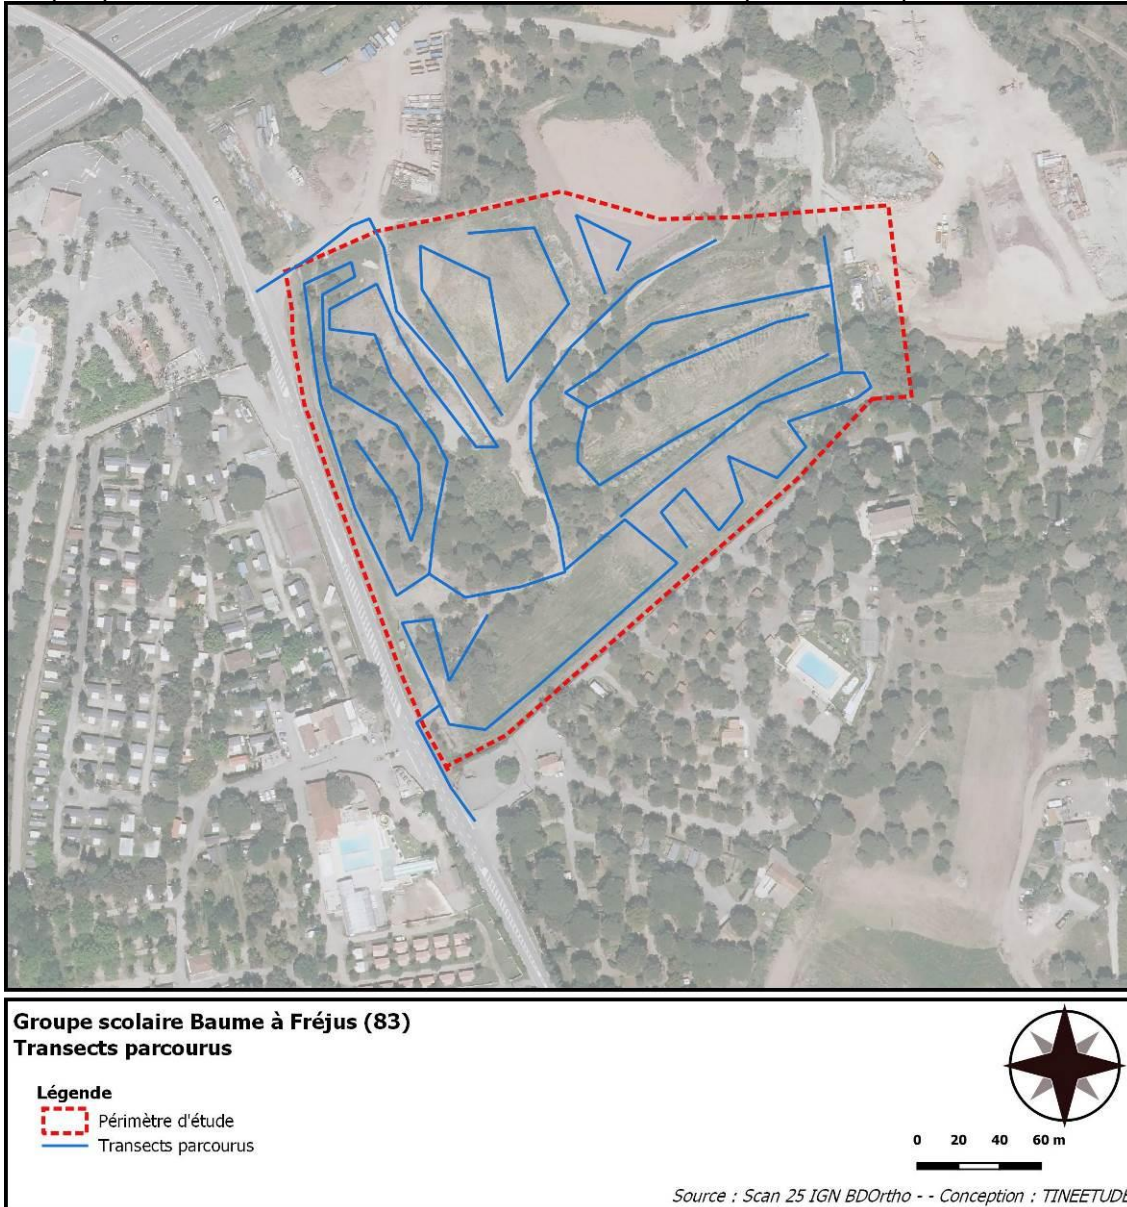 Groupe scolaire Baume à Fréjus (83)
Transects parcourus
Légende
Périmètre d'étude
Transects parcourus
0 20 40 60 m
Source : Scan 25 IGN BDOrtho - - Conception : TINEETUDE